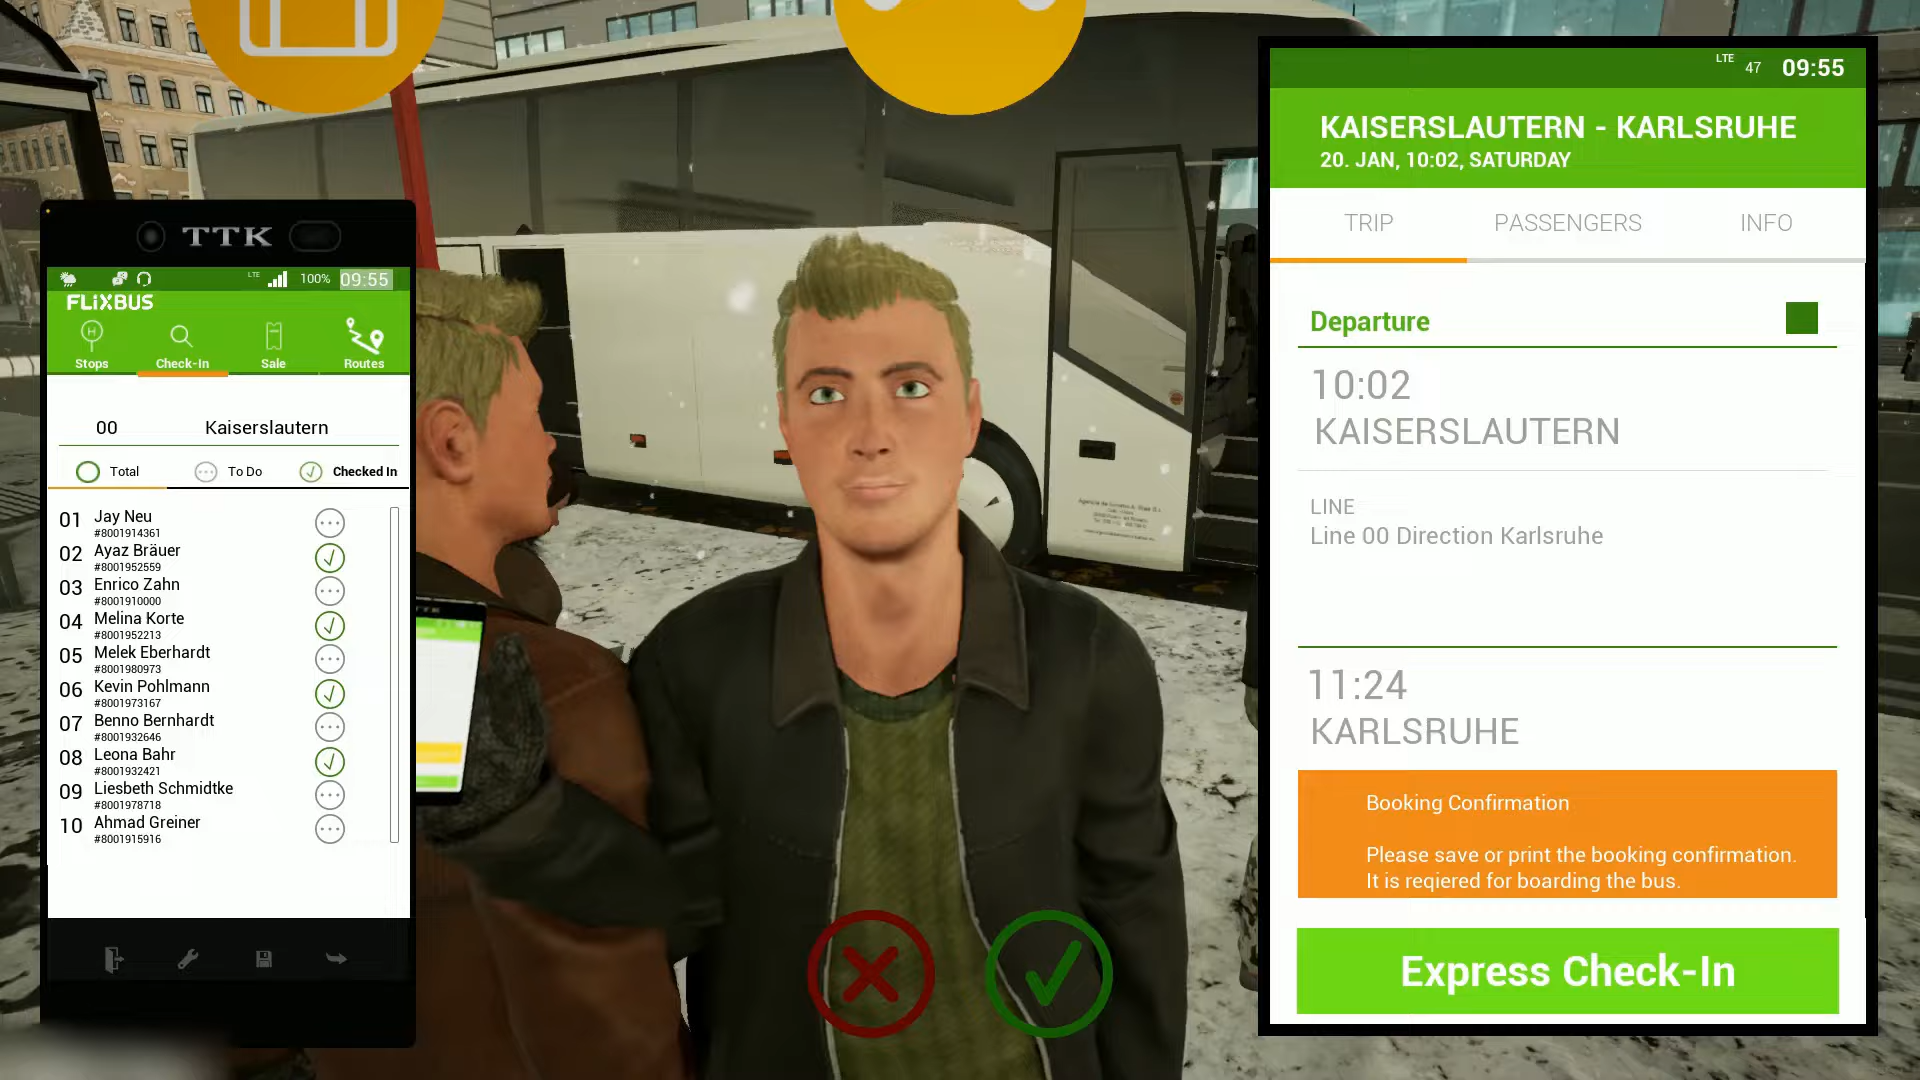 TTK
LTE 100% 09:55
FLiXBUS
H
Stops Check-In Sale Routes
00 Kaiserslautern
Total To Do Checked In
01 Jay Neu
#8001914361
02 Ayaz Bräuer
#8001952559
03 Enrico Zahn
#8001910000
04 Melina Korte
#8001952213
05 Melek Eberhardt
#8001980973
06 Kevin Pohlmann
#8001973167
07 Benno Bernhardt
#8001932646
08 Leona Bahr
#8001932421
09 Liesbeth Schmidtke
#8001978718
10 Ahmad Greiner
#8001915916
LTE 47 09:55
KAISERSLAUTERN - KARLSRUHE
20. JAN, 10:02, SATURDAY
TRIP PASSENGERS INFO
Departure
10:02
KAISERSLAUTERN
LINE
Line 00 Direction Karlsruhe
11:24
KARLSRUHE
Booking Confirmation
Please save or print the booking confirmation.
It is reqiered for boarding the bus.
Express Check-In